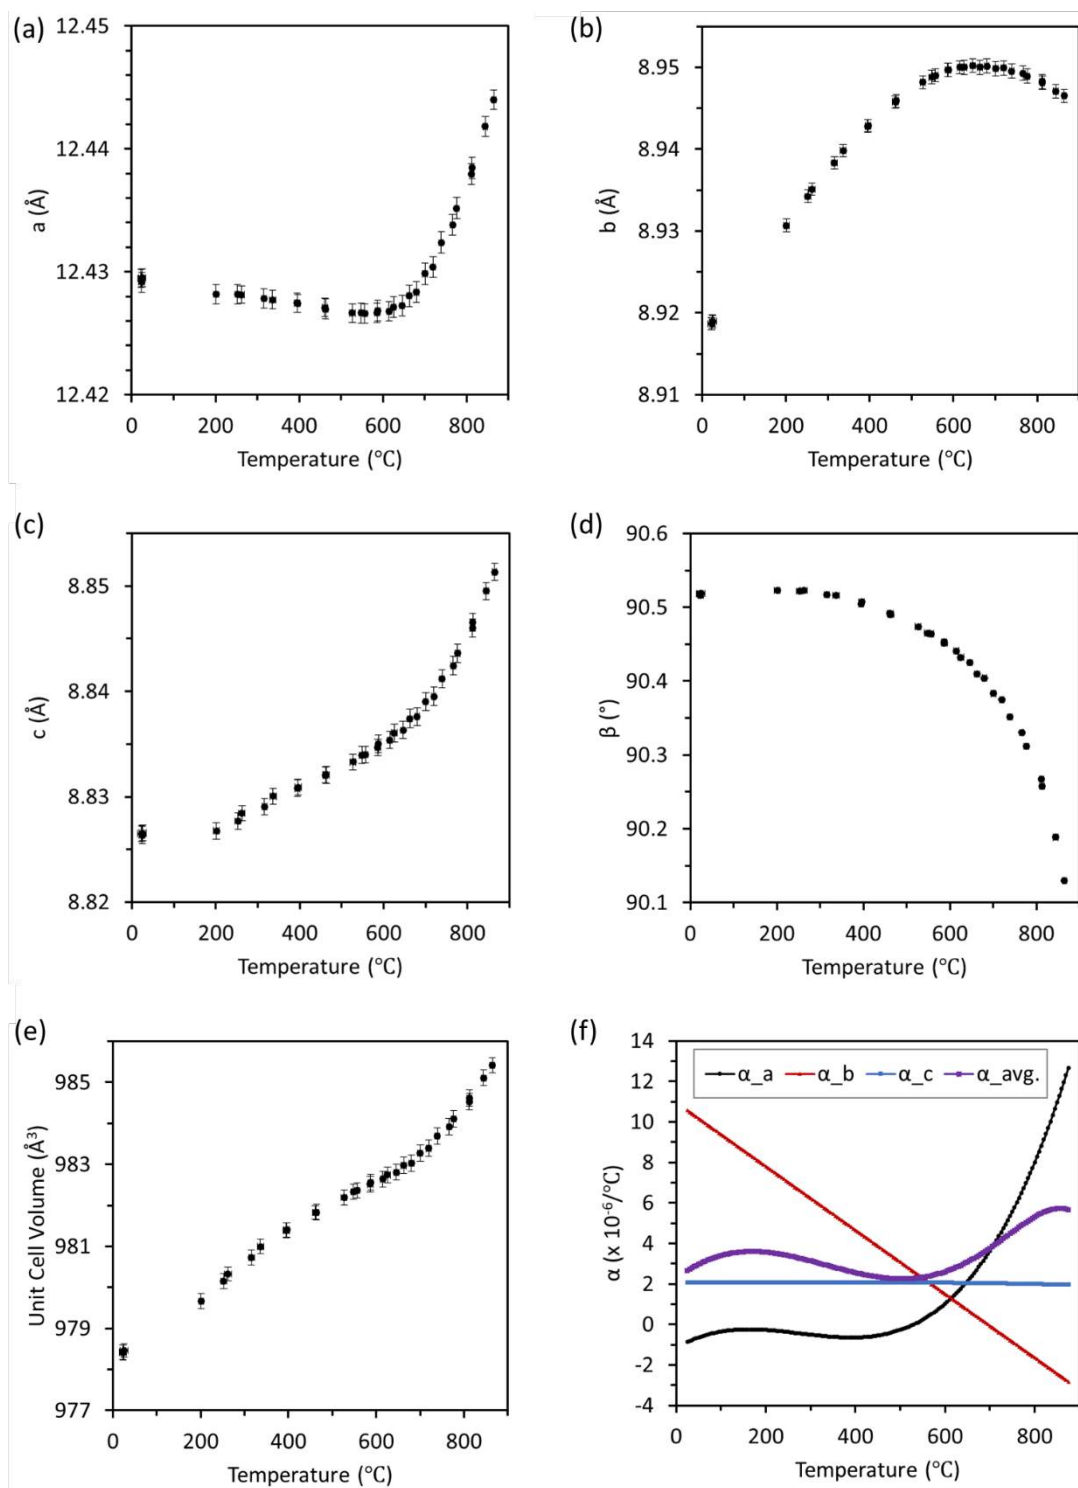 (a)
12.45
12.44
12.43
12.42
a (Å)
0 200 400 600 800
Temperature (°C)
(b)
8.95
8.94
8.93
8.92
8.91
b (Å)
0 200 400 600 800
Temperature (°C)
(c)
8.85
8.84
8.83
8.82
c (Å)
0 200 400 600 800
Temperature (°C)
(d)
90.6
90.5
90.4
90.3
90.2
90.1
β (°)
0 200 400 600 800
Temperature (°C)
(e)
985
983
981
979
977
Unit Cell Volume (Å³)
0 200 400 600 800
Temperature (°C)
(f)
α_a α_b α_c α_avg.
14
12
10
8
6
4
2
0
-2
-4
α (x 10⁻⁶/°C)
0 200 400 600 800
Temperature (°C)